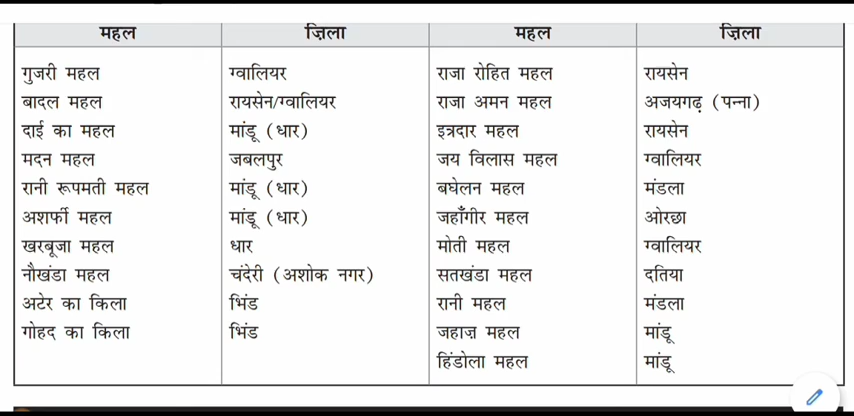 महल ज़िला महल ज़िला
गुजरी महल ग्वालियर राजा रोहित महल रायसेन
बादल महल रायसेन/ग्वालियर राजा अमन महल अजयगढ़ (पन्ना)
दाई का महल मांडू (धार) इत्रदार महल रायसेन
मदन महल जबलपुर जय विलास महल ग्वालियर
रानी रूपमती महल मांडू (धार) बघेलन महल मंडला
अशर्फी महल मांडू (धार) जहाँगीर महल ओरछा
खरबूजा महल धार मोती महल ग्वालियर
नौखंडा महल चंदेरी (अशोक नगर) सतखंडा महल दतिया
अटेर का किला भिंड रानी महल मंडला
गोहद का किला भिंड जहाज़ महल मांडू
हिंडोला महल मांडू